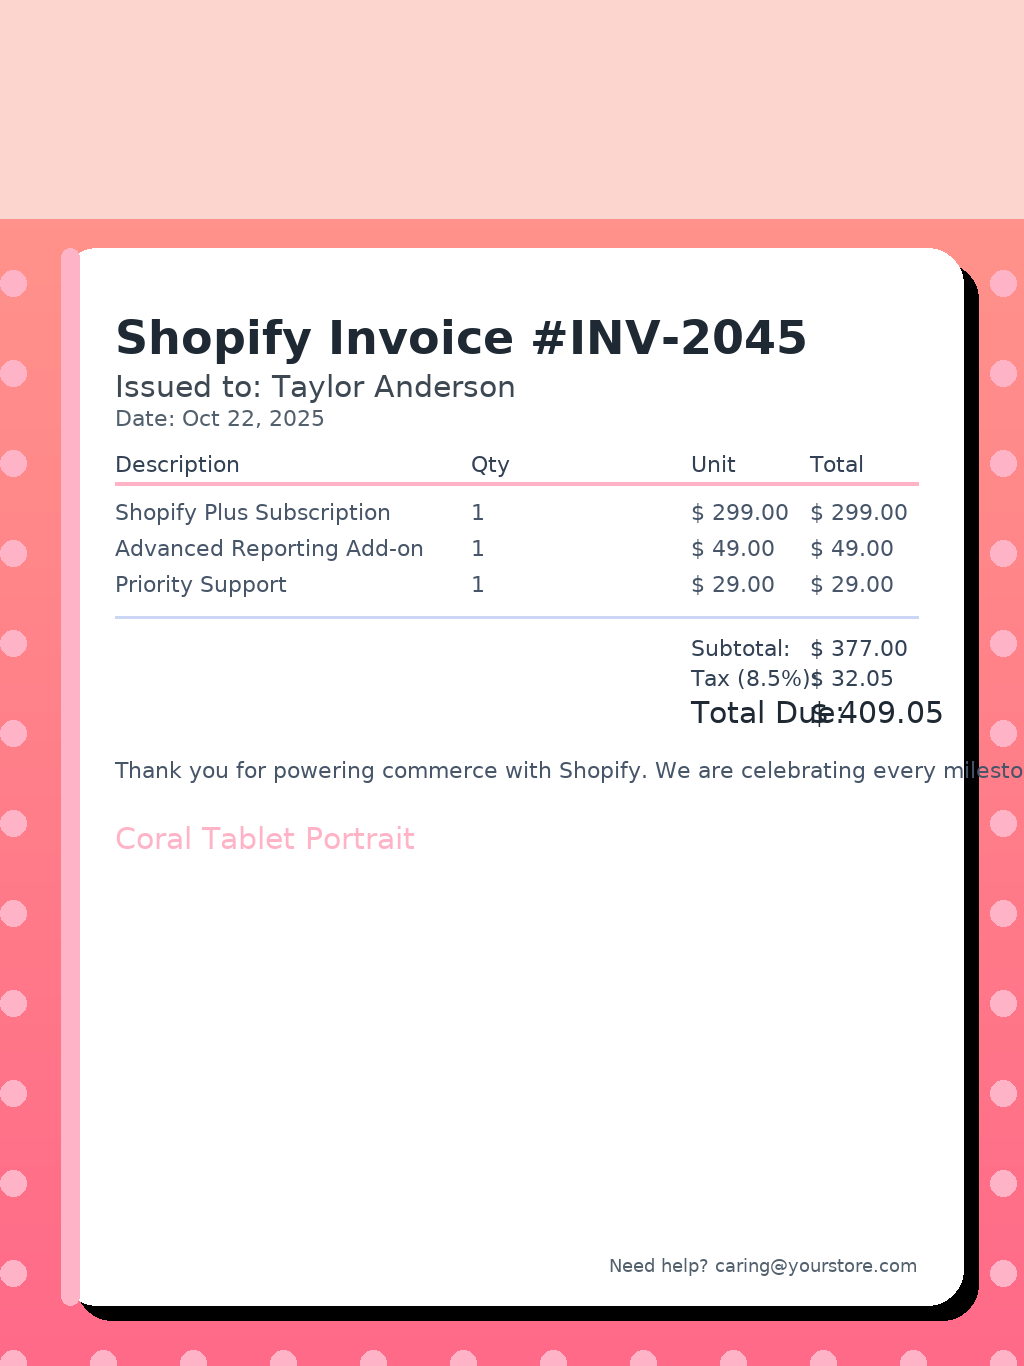 Shopify Invoice #INV-2045
Issued to: Taylor Anderson
Date: Oct 22, 2025
Description Qty Unit Total
Shopify Plus Subscription 1 $ 299.00 $ 299.00
Advanced Reporting Add-on 1 $ 49.00 $ 49.00
Priority Support 1 $ 29.00 $ 29.00
Subtotal: $ 377.00
Tax (8.5%): $ 32.05
Total Due: $ 409.05
Thank you for powering commerce with Shopify. We are celebrating every milesto
Coral Tablet Portrait
Need help? caring@yourstore.com